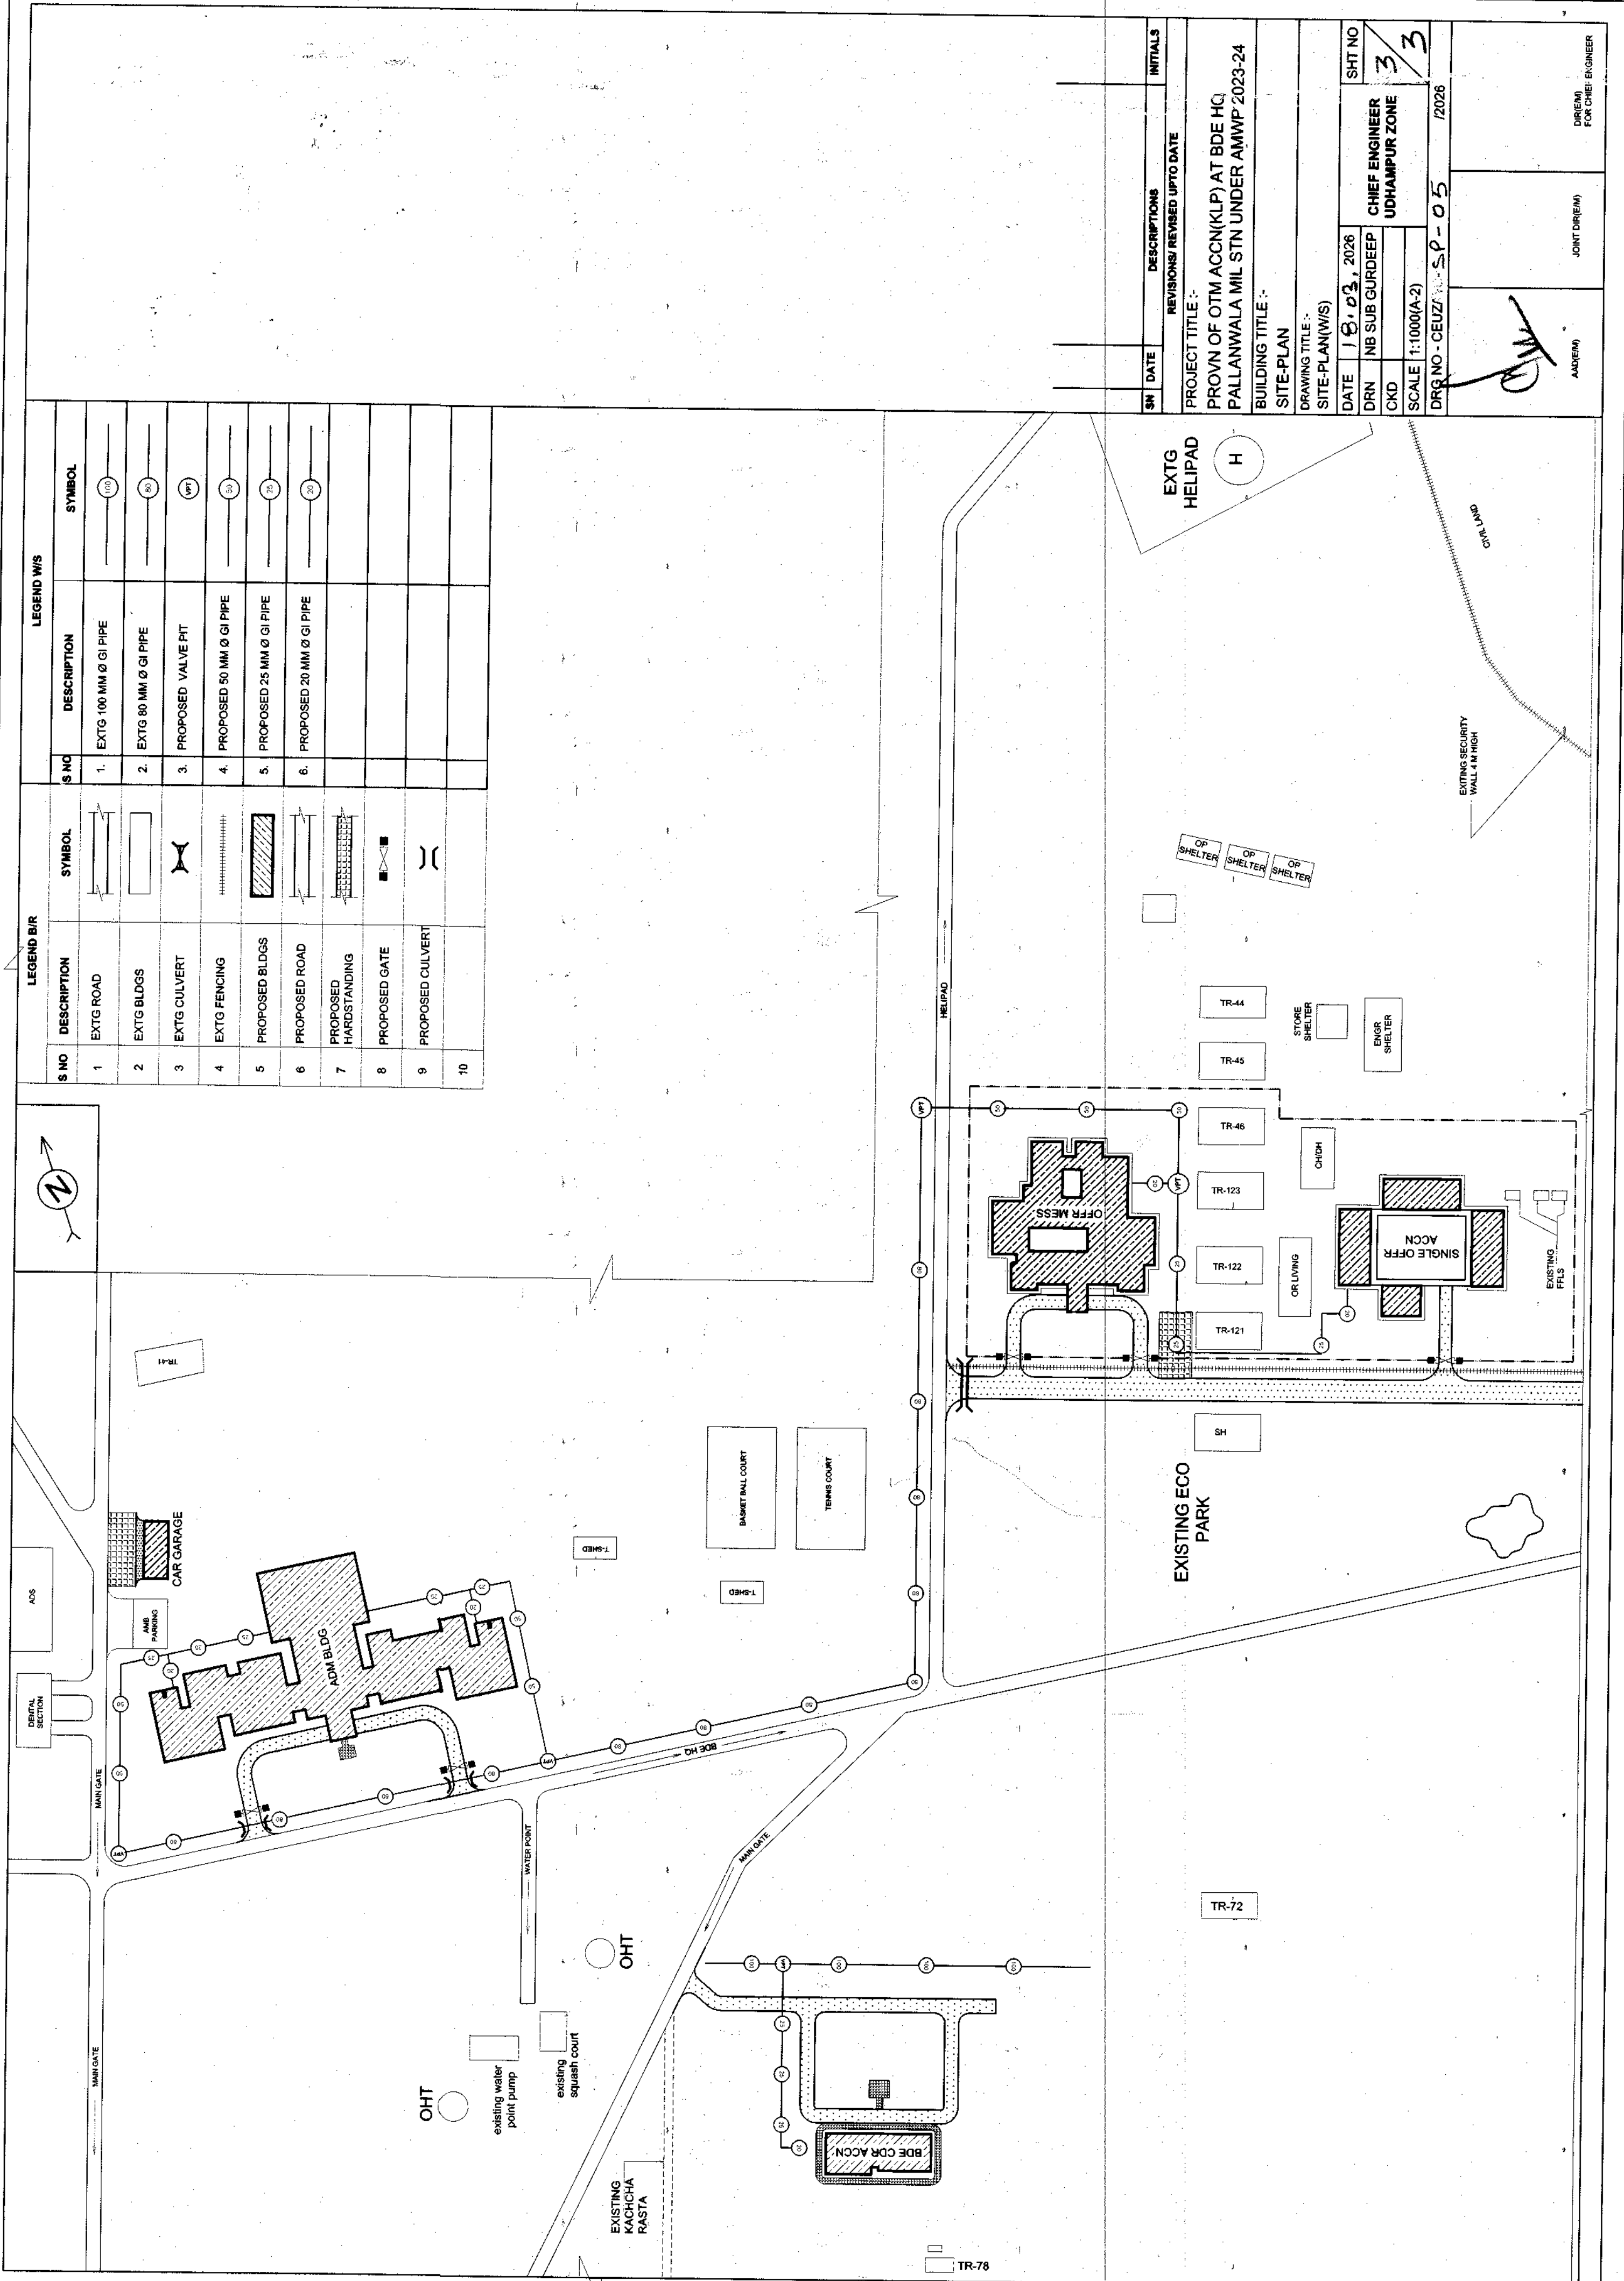 LEGEND B/R
S NO DESCRIPTION SYMBOL
1 EXTG ROAD
2 EXTG BLDGS
3 EXTG CULVERT
4 EXTG FENCING
5 PROPOSED BLDGS
6 PROPOSED ROAD
7 PROPOSED
HARDSTANDING
8 PROPOSED GATE
9 PROPOSED CULVERT
10
LEGEND W/S
S NO DESCRIPTION SYMBOL
1. EXTG 100 MM Ø GI PIPE 100
2. EXTG 80 MM Ø GI PIPE 80
3. PROPOSED VALVE PIT VPT
4. PROPOSED 50 MM Ø GI PIPE 50
5. PROPOSED 25 MM Ø GI PIPE 25
6. PROPOSED 20 MM Ø GI PIPE 20
N
ADS
DENTAL
SECTION
MAIN GATE
MAIN GATE
AMB
PARKING
CAR GARAGE
TR-41
ADM BLDG
T-SHED
T-SHED
BASKET BALL COURT
TENNIS COURT
BDE HQ
WATER POINT
MAIN GATE
OHT
OHT
existing water
point pump
existing
squash court
EXISTING
KACHCHA
RASTA
BDE CDR ACCN
TR-78
TR-72
HELIPAD
OFFR MESS
TR-44
TR-45
TR-46
TR-123
TR-122
TR-121
STORE
SHELTER
ENGR
SHELTER
CH/DH
OR LIVING
SINGLE OFFR
ACCN
EXISTING
FFLS
SH
EXISTING ECO
PARK
OP
SHELTER
OP
SHELTER
OP
SHELTER
EXTG
HELIPAD
H
CIVIL LAND
EXITING SECURITY
WALL 4 M HIGH
SN DATE DESCRIPTIONS INITIALS
REVISIONS/ REVISED UPTO DATE
PROJECT TITLE :-
PROVN OF OTM ACCN(KLP) AT BDE HQ
PALLANWALA MIL STN UNDER AMWP 2023-24
BUILDING TITLE :-
SITE-PLAN
DRAWING TITLE :-
SITE-PLAN(W/S)
DATE 18.03, 2026
DRN NB SUB GURDEEP
CKD
SCALE 1:1000(A-2)
CHIEF ENGINEER
UDHAMPUR ZONE
SHT NO
3/3
DRG NO - CEUZ/ SP-05 /2026
AAD(E/M)
JOINT DIR(E/M)
DIR(E/M)
FOR CHIEF ENGINEER